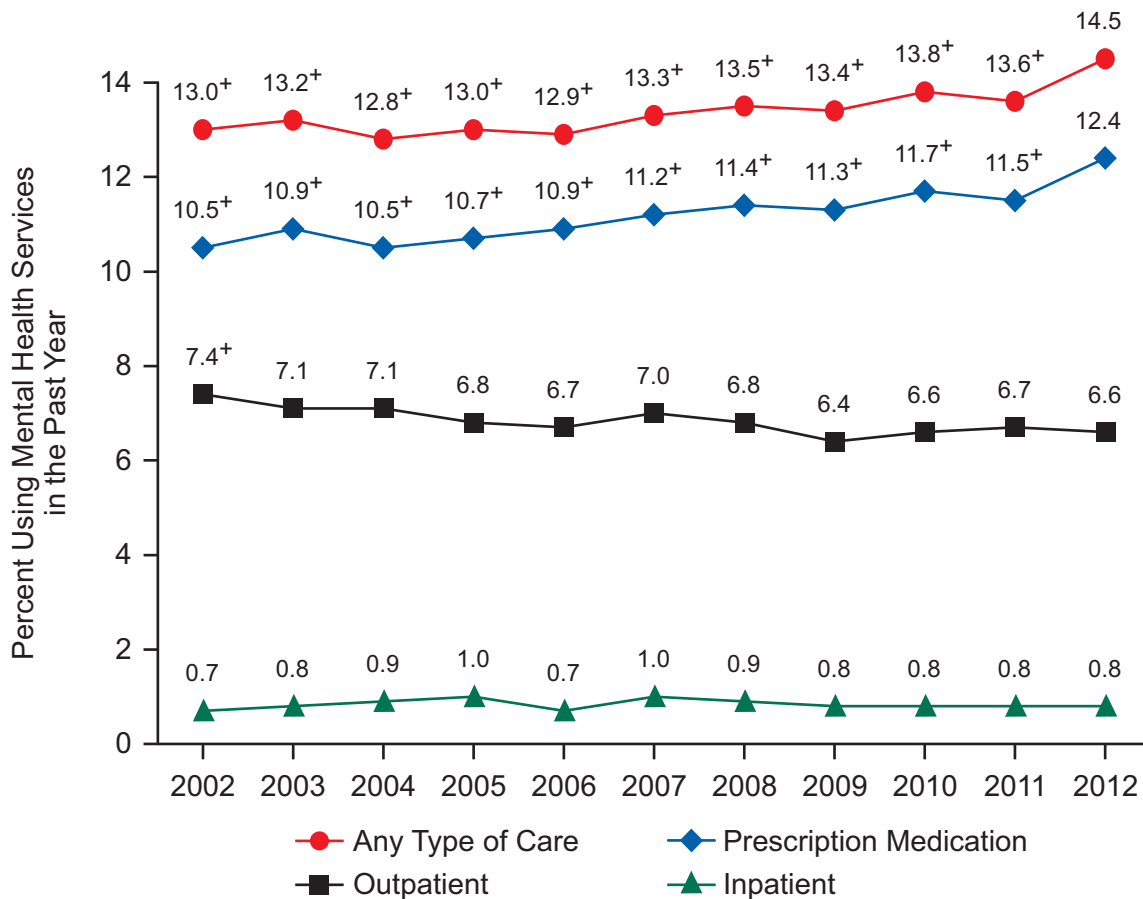 Percent Using Mental Health Services
in the Past Year
14
12
10
8
6
4
2
0
13.0+ 13.2+ 12.8+ 13.0+ 12.9+ 13.3+ 13.5+ 13.4+ 13.8+ 13.6+ 14.5
10.5+ 10.9+ 10.5+ 10.7+ 10.9+ 11.2+ 11.4+ 11.3+ 11.7+ 11.5+ 12.4
7.4+ 7.1 7.1 6.8 6.7 7.0 6.8 6.4 6.6 6.7 6.6
0.7 0.8 0.9 1.0 0.7 1.0 0.9 0.8 0.8 0.8 0.8
2002 2003 2004 2005 2006 2007 2008 2009 2010 2011 2012
Any Type of Care Prescription Medication
Outpatient Inpatient